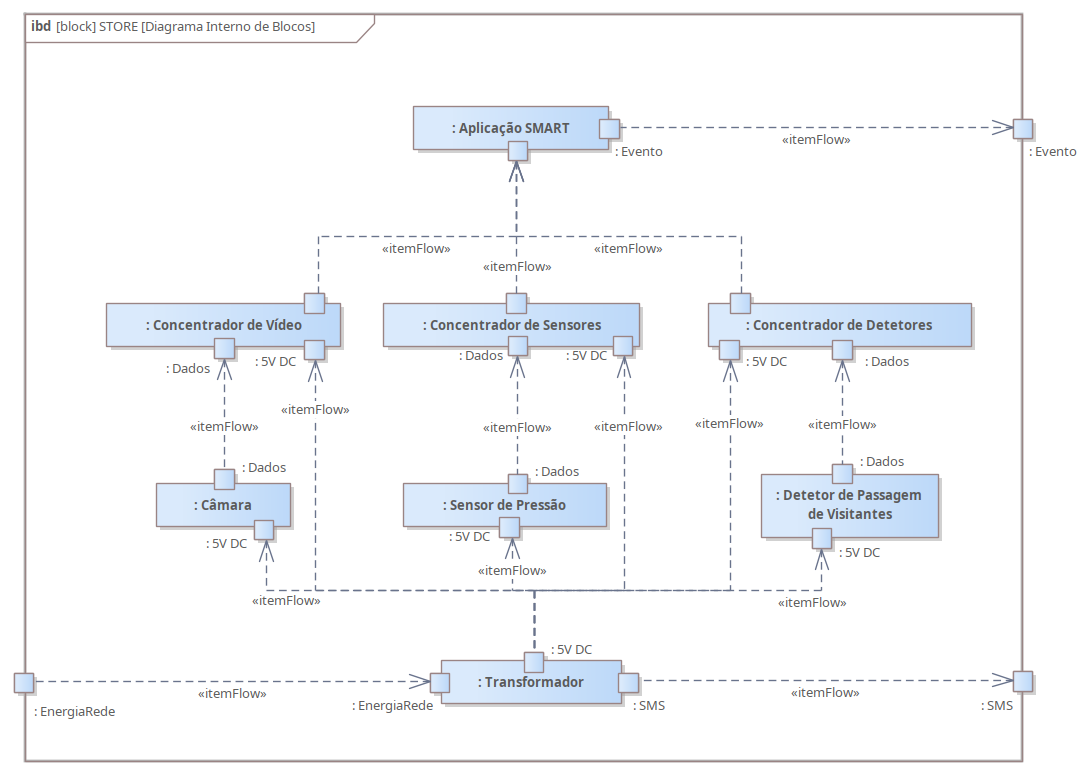 ibd [block] STORE [Diagrama Interno de Blocos]
: Aplicação SMART
: Evento
«itemFlow»
: Evento
«itemFlow»
«itemFlow»
«itemFlow»
: Concentrador de Vídeo
: Concentrador de Sensores
: Concentrador de Detetores
: Dados
: 5V DC
: Dados
: 5V DC
: 5V DC
: Dados
«itemFlow»
«itemFlow»
«itemFlow»
«itemFlow»
«itemFlow»
«itemFlow»
: Dados
: Dados
: Dados
: Câmara
: Sensor de Pressão
: Detetor de Passagem
de Visitantes
: 5V DC
: 5V DC
: 5V DC
«itemFlow»
«itemFlow»
«itemFlow»
: 5V DC
: Transformador
«itemFlow»
«itemFlow»
: EnergiaRede
: EnergiaRede
: SMS
: SMS